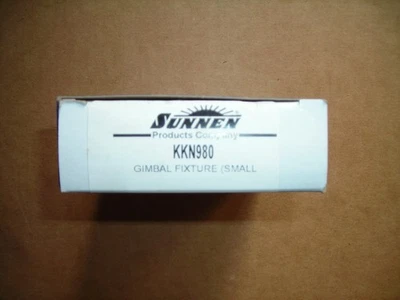 SUNNEN
Products Company
KKN980
GIMBAL FIXTURE (SMALL